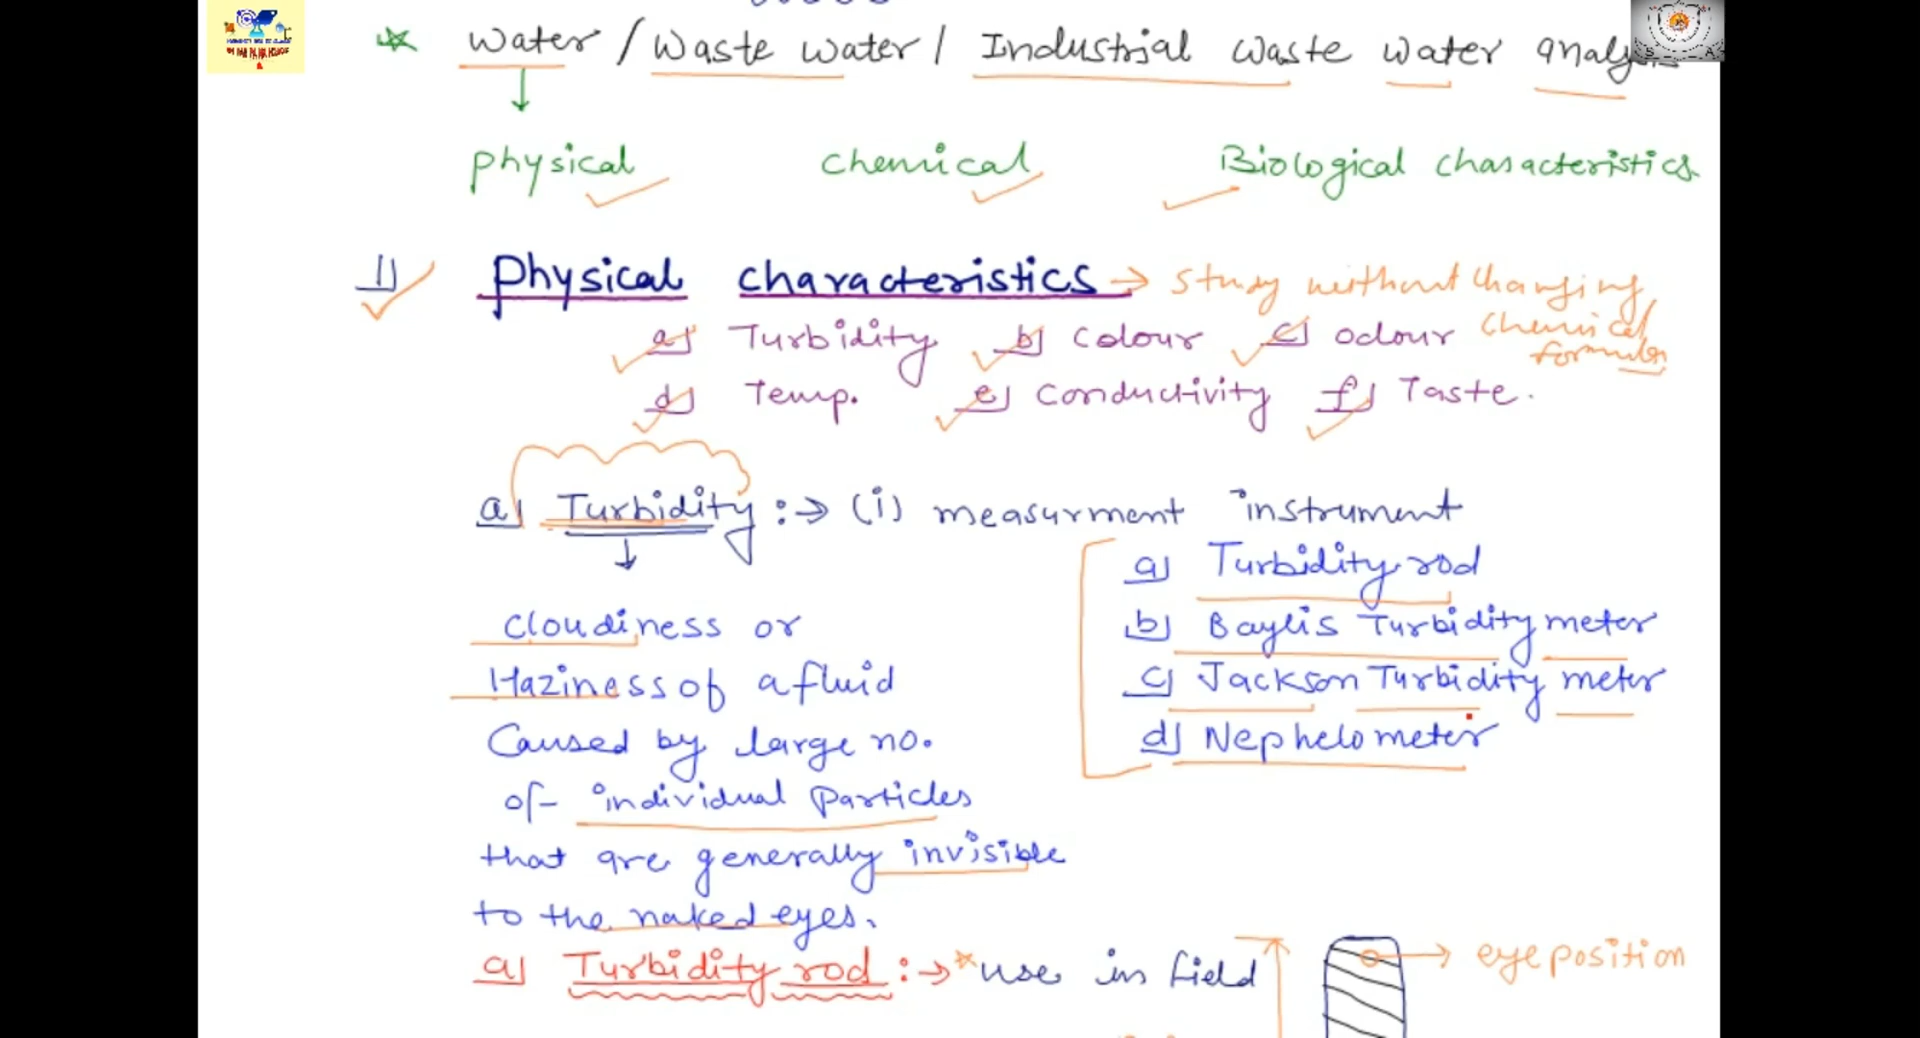 Water / Waste water / Industrial waste water analysis
Physical Chemical Biological characteristics
1) Physical characteristics → study without changing
a) Turbidity b) Colour c) Odour chemical
formula
d) Temp. e) Conductivity f) Taste.
a) Turbidity :→ (i) measurment instrument
a) Turbidity rod
Cloudiness or b) Baylis Turbidity meter
Haziness of a fluid c) Jackson Turbidity meter
Caused by large no. d) Nephelometer
of individual particles
that are generally invisible
to the naked eyes.
a) Turbidity rod :→ *use in field → eye position